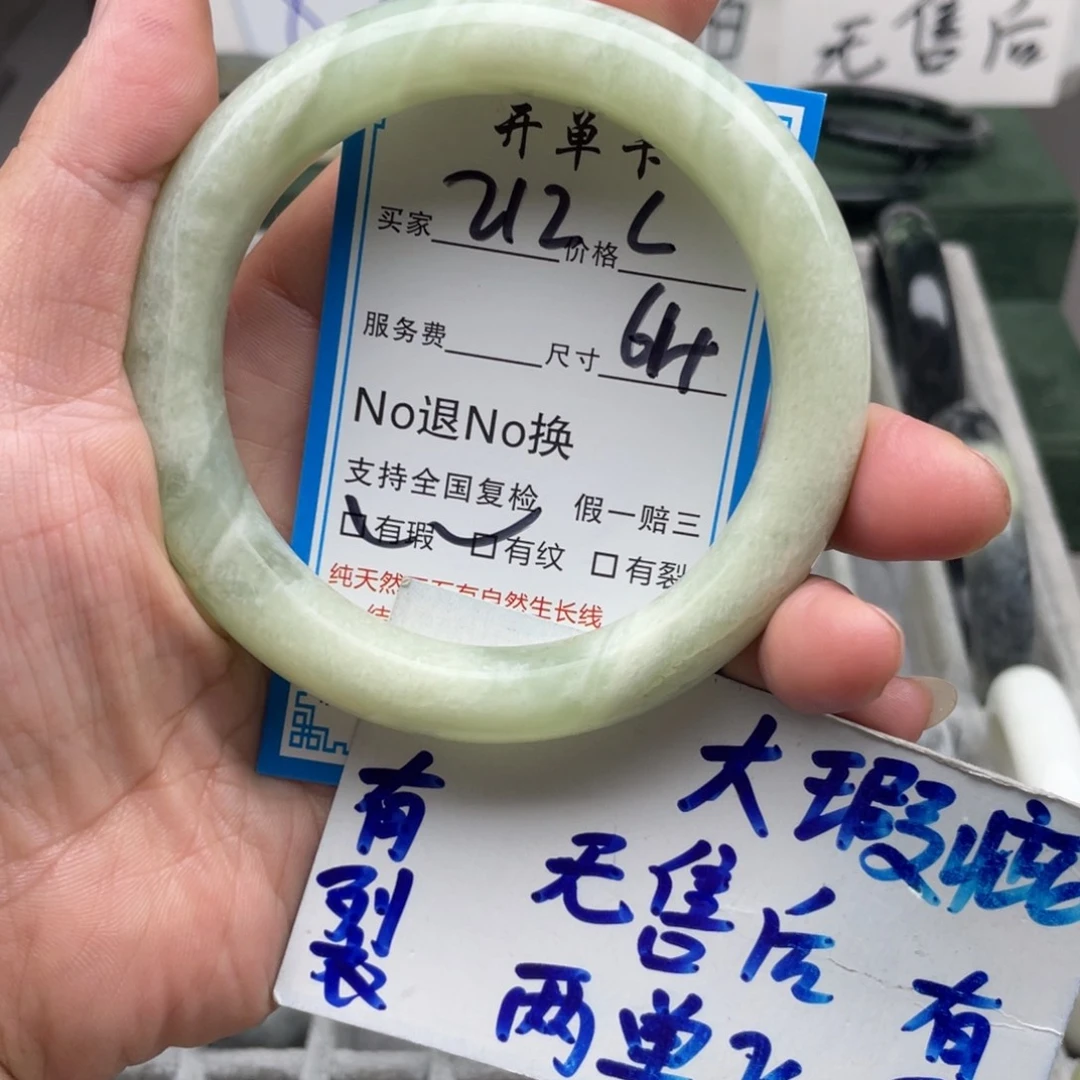 无售后
开单卡
买家 212 价格
服务费 尺寸 64
No退No换
支持全国复检 假一赔三
□有瑕 □有纹 □有裂
纯天然 有自然生长线
大瑕疵
有裂
无售后
有
两单